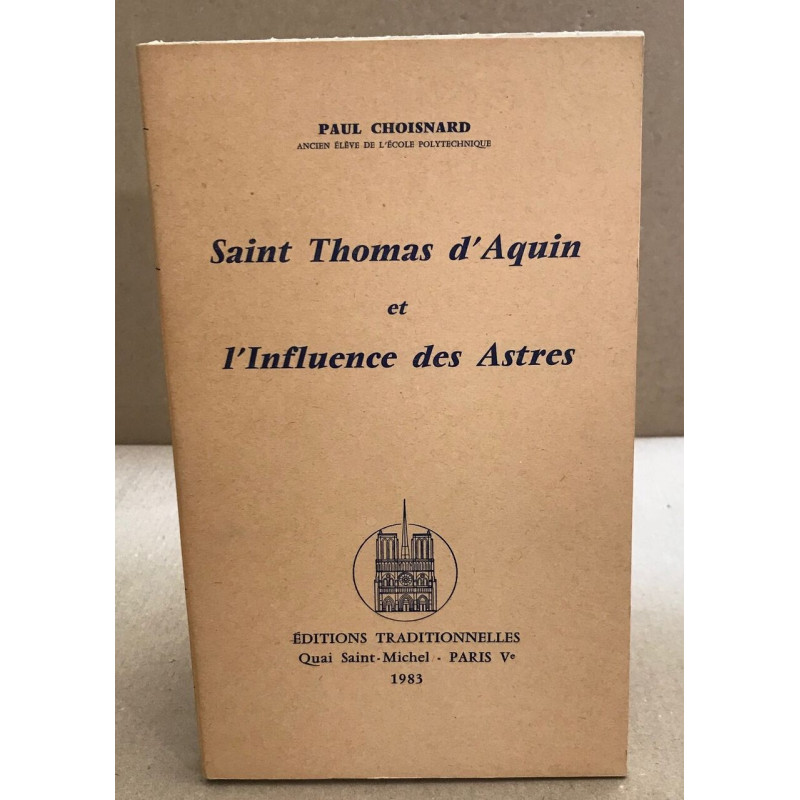 PAUL CHOISNARD
ANCIEN ÉLÈVE DE L'ÉCOLE POLYTECHNIQUE
Saint Thomas d'Aquin
et
l'Influence des Astres
ÉDITIONS TRADITIONNELLES
Quai Saint-Michel - PARIS Ve
1983